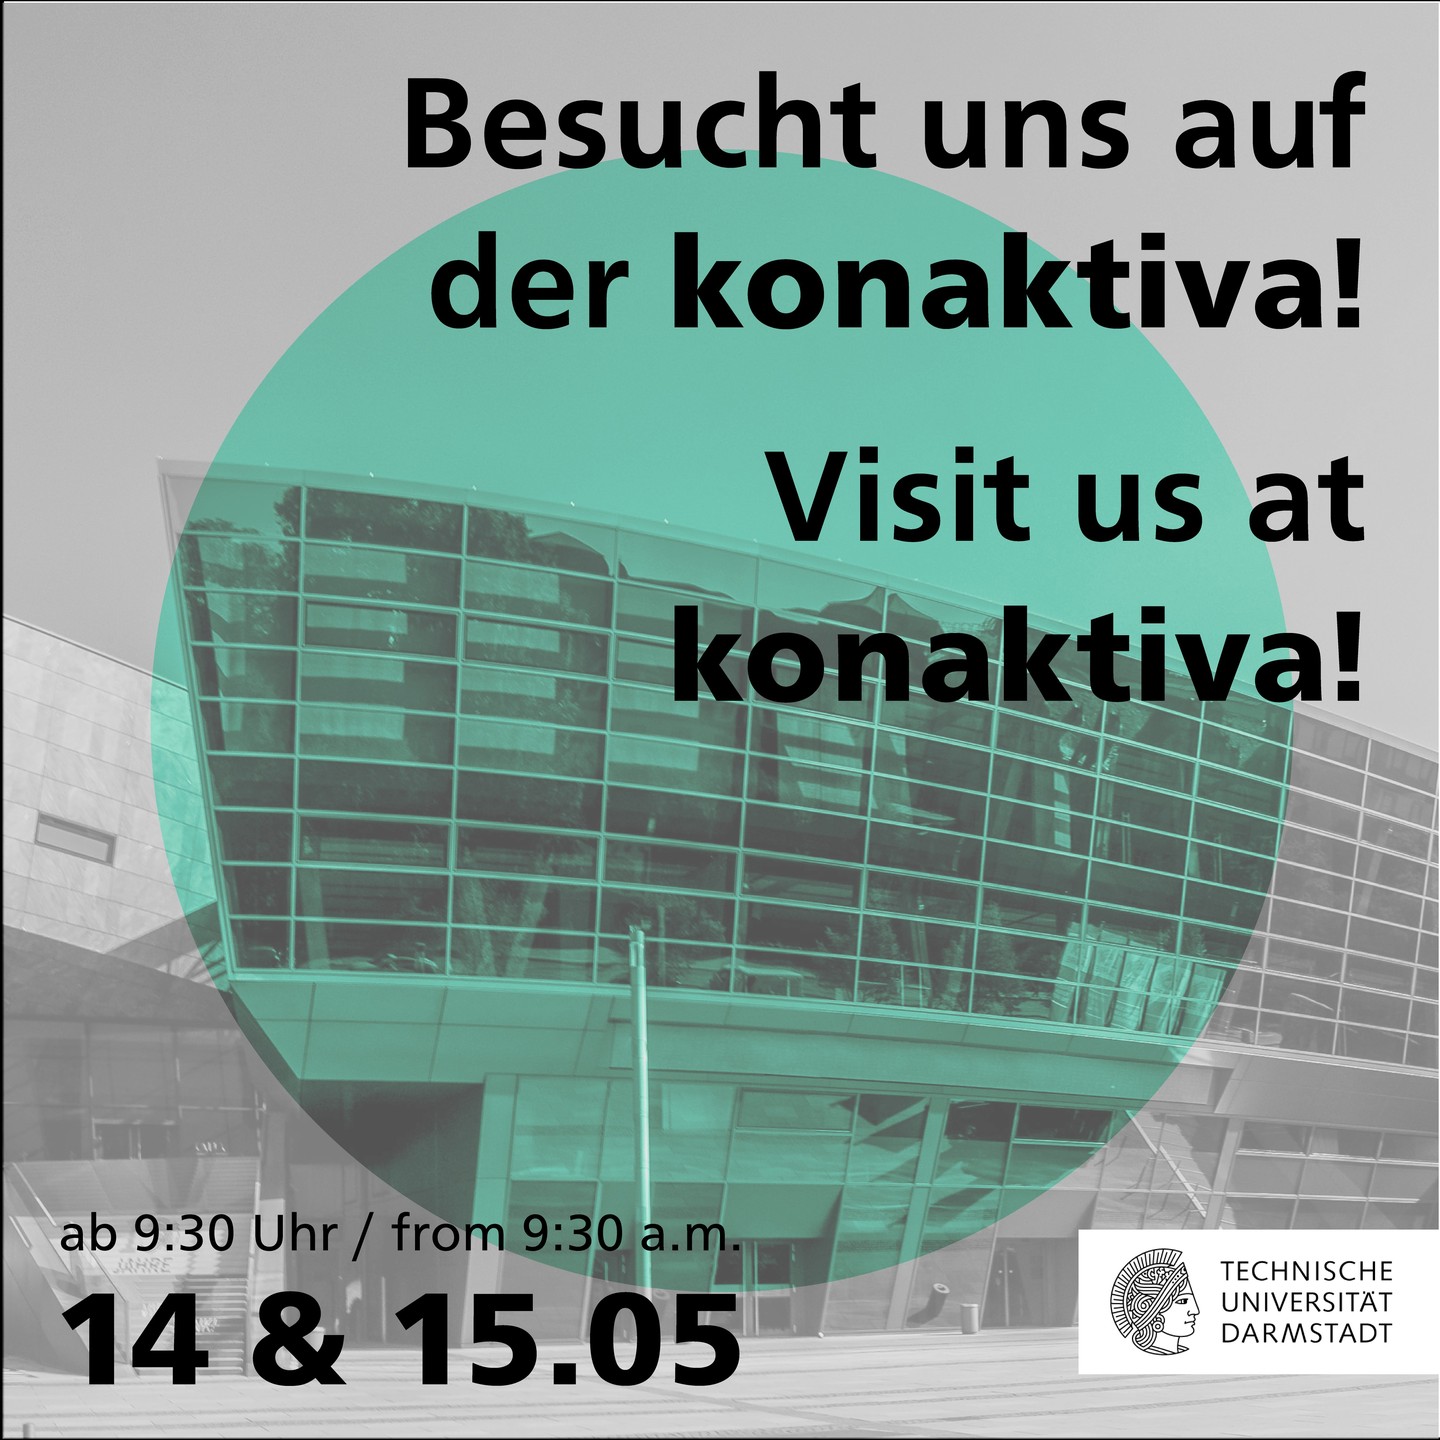 Besucht uns auf
der konaktiva!
Visit us at
konaktiva!
ab 9:30 Uhr / from 9:30 a.m.
JAHRE
14 & 15.05
TECHNISCHE
UNIVERSITÄT
DARMSTADT